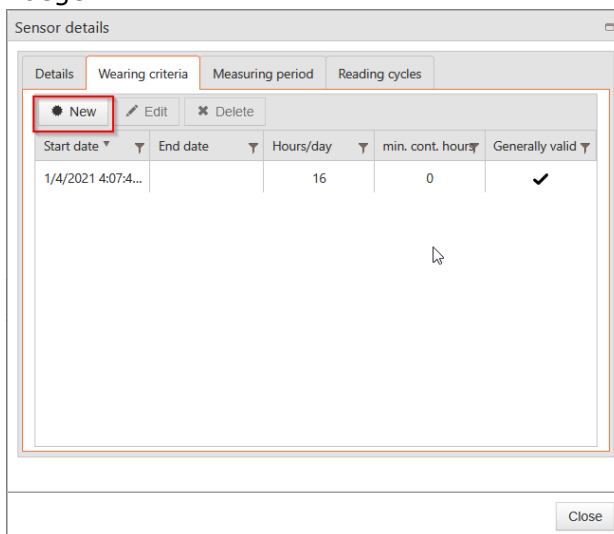 Sensor details
Details Wearing criteria Measuring period Reading cycles
New Edit Delete
Start date End date Hours/day min. cont. hours Generally valid
1/4/2021 4:07:4... 16 0
Close